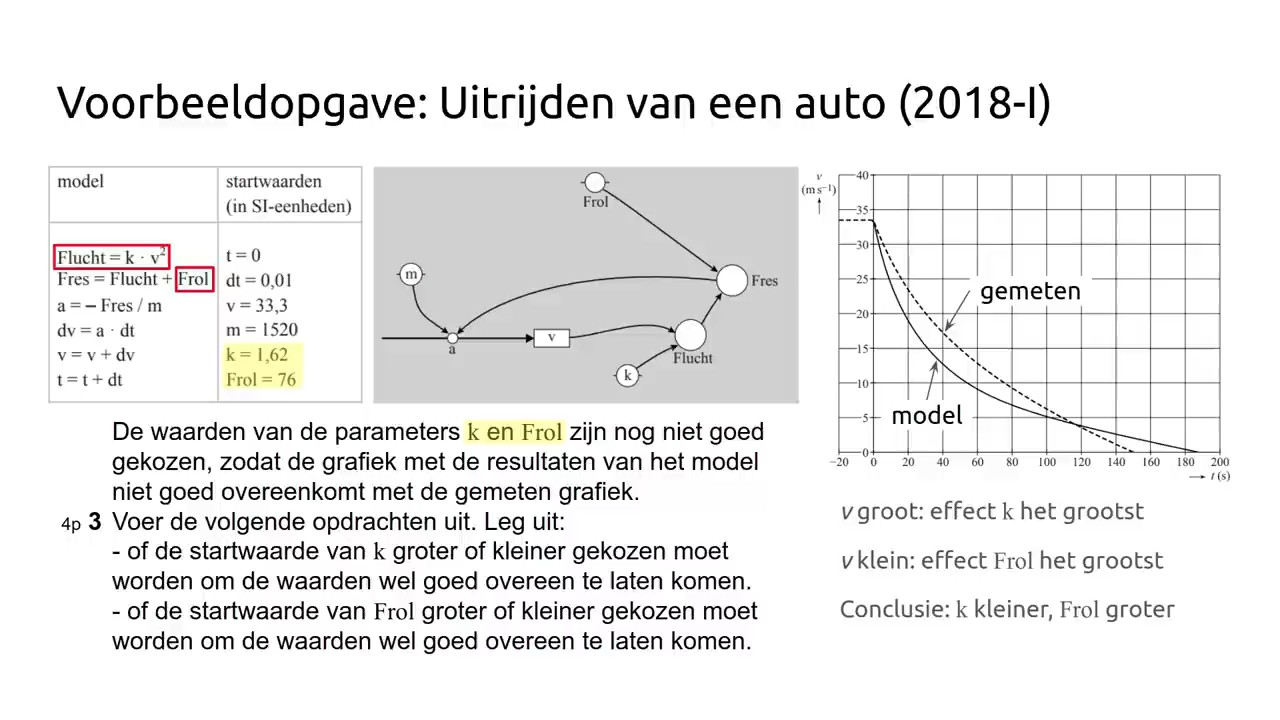 Voorbeeldopgave: Uitrijden van een auto (2018-I)
model
startwaarden
(in SI-eenheden)
Flucht = k · v²
t = 0
Fres = Flucht + Frol
dt = 0,01
a = – Fres / m
v = 33,3
dv = a · dt
m = 1520
v = v + dv
k = 1,62
t = t + dt
Frol = 76
Frol
m
Fres
a
v
Flucht
k
v
(m s⁻¹)
40
35
30
25
20
15
10
5
0
gemeten
model
-20 0 20 40 60 80 100 120 140 160 180 200
t (s)
De waarden van de parameters k en Frol zijn nog niet goed
gekozen, zodat de grafiek met de resultaten van het model
niet goed overeenkomt met de gemeten grafiek.
4p 3 Voer de volgende opdrachten uit. Leg uit:
- of de startwaarde van k groter of kleiner gekozen moet
worden om de waarden wel goed overeen te laten komen.
- of de startwaarde van Frol groter of kleiner gekozen moet
worden om de waarden wel goed overeen te laten komen.
v groot: effect k het grootst
v klein: effect Frol het grootst
Conclusie: k kleiner, Frol groter